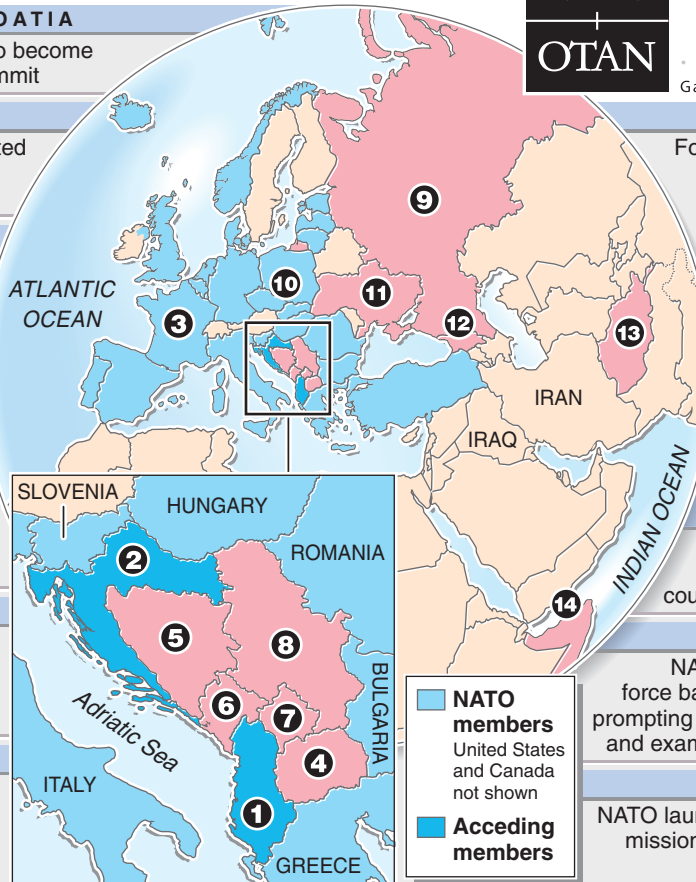 OATIA
o become
mmit
OTAN
Ga
ted
Fo
9
10
11
ATLANTIC
OCEAN
3
12
13
IRAN
IRAQ
INDIAN OCEAN
14
cou
SLOVENIA
HUNGARY
ROMANIA
2
5
8
BULGARIA
6
7
Adriatic Sea
4
ITALY
1
GREECE
NATO
members
United States
and Canada
not shown
Acceding
members
NA
force ba
prompting
and exam
NATO lau
mission